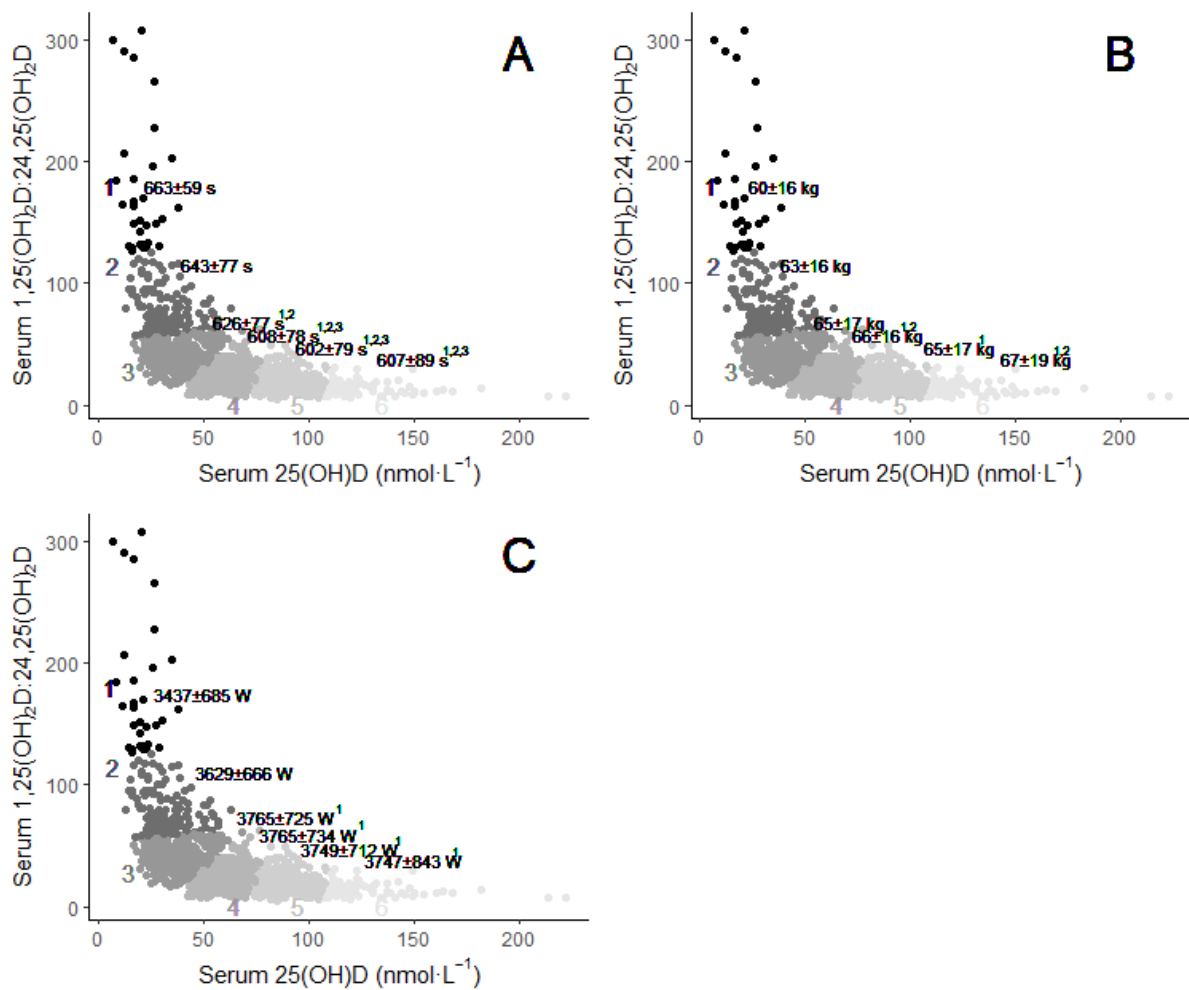 A
Serum 1,25(OH)₂D:24,25(OH)₂D
300
200
100
0
1
663±59 s
2
643±77 s
626±77 s¹,²
608±78 s¹,²,³
602±79 s¹,²,³
607±89 s¹,²,³
3
4
5
6
0 50 100 150 200
Serum 25(OH)D (nmol·L⁻¹)
B
Serum 1,25(OH)₂D:24,25(OH)₂D
300
200
100
0
1
60±16 kg
2
63±16 kg
65±17 kg
66±16 kg¹,²
65±17 kg¹
67±19 kg¹,²
3
4
5
6
0 50 100 150 200
Serum 25(OH)D (nmol·L⁻¹)
C
Serum 1,25(OH)₂D:24,25(OH)₂D
300
200
100
0
1
3437±685 W
2
3629±666 W
3765±725 W¹
3765±734 W¹
3749±712 W¹
3747±843 W¹
3
4
5
6
0 50 100 150 200
Serum 25(OH)D (nmol·L⁻¹)